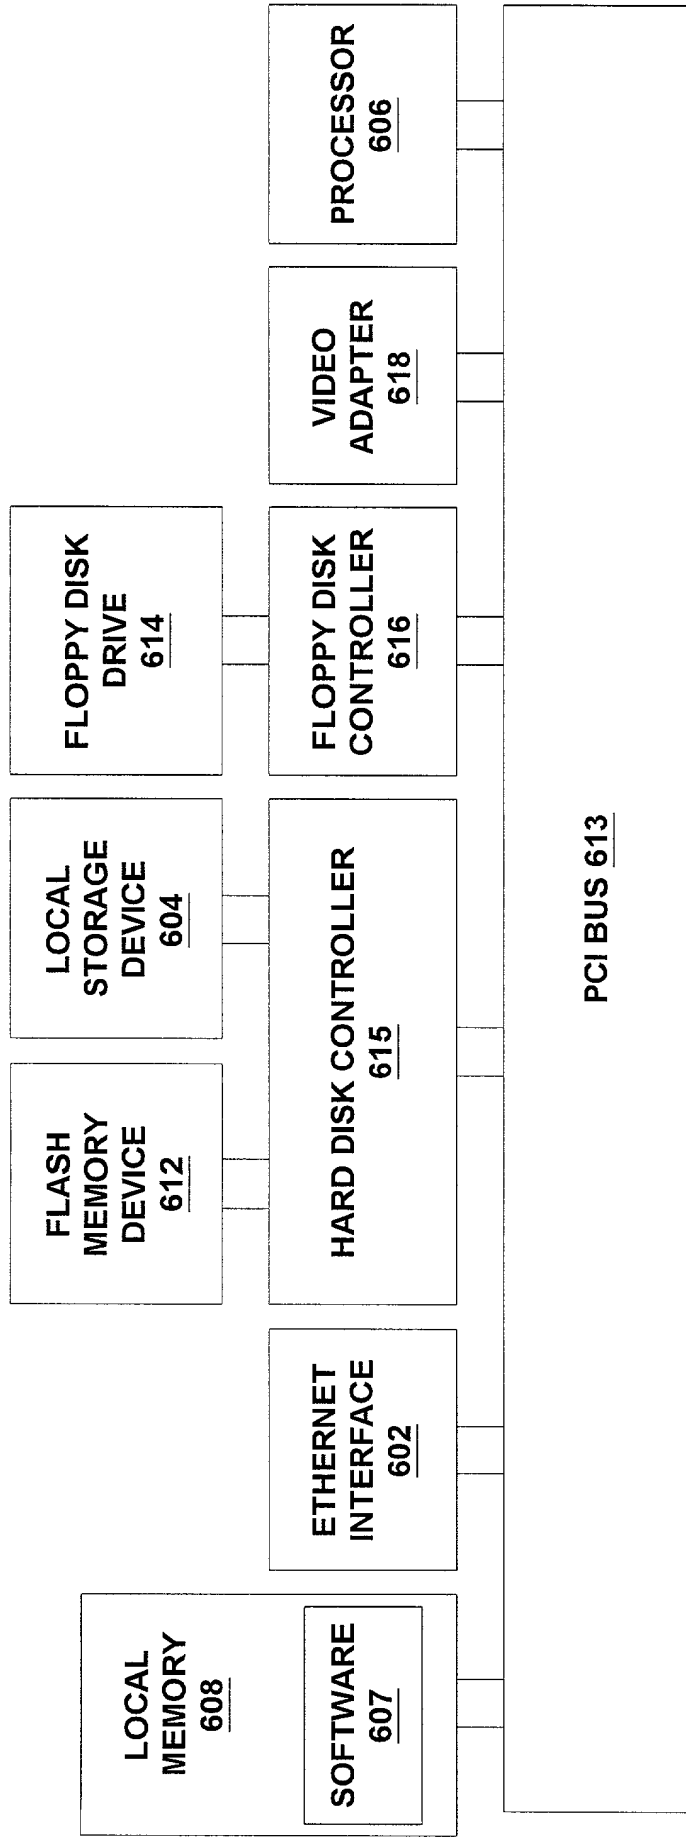 FLOPPY DISK
DRIVE
614
LOCAL
STORAGE
DEVICE
604
FLASH
MEMORY
DEVICE
612
LOCAL
MEMORY
608
SOFTWARE
607
ETHERNET
INTERFACE
602
HARD DISK CONTROLLER
615
FLOPPY DISK
CONTROLLER
616
VIDEO
ADAPTER
618
PROCESSOR
606
PCI BUS 613